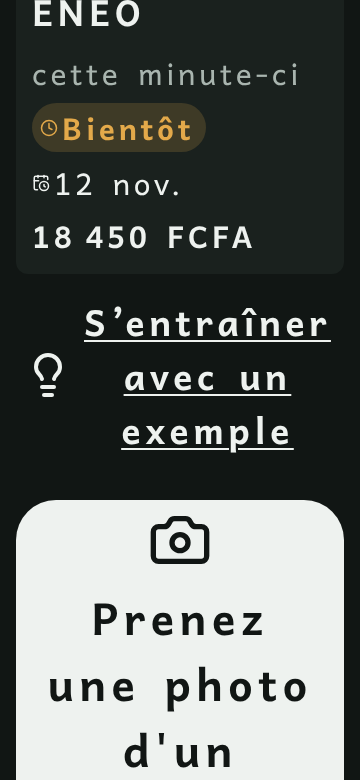 ENEO
cette minute-ci
Bientôt
12 nov.
18 450 FCFA
S’entraîner
avec un
exemple
Prenez
une photo
d'un